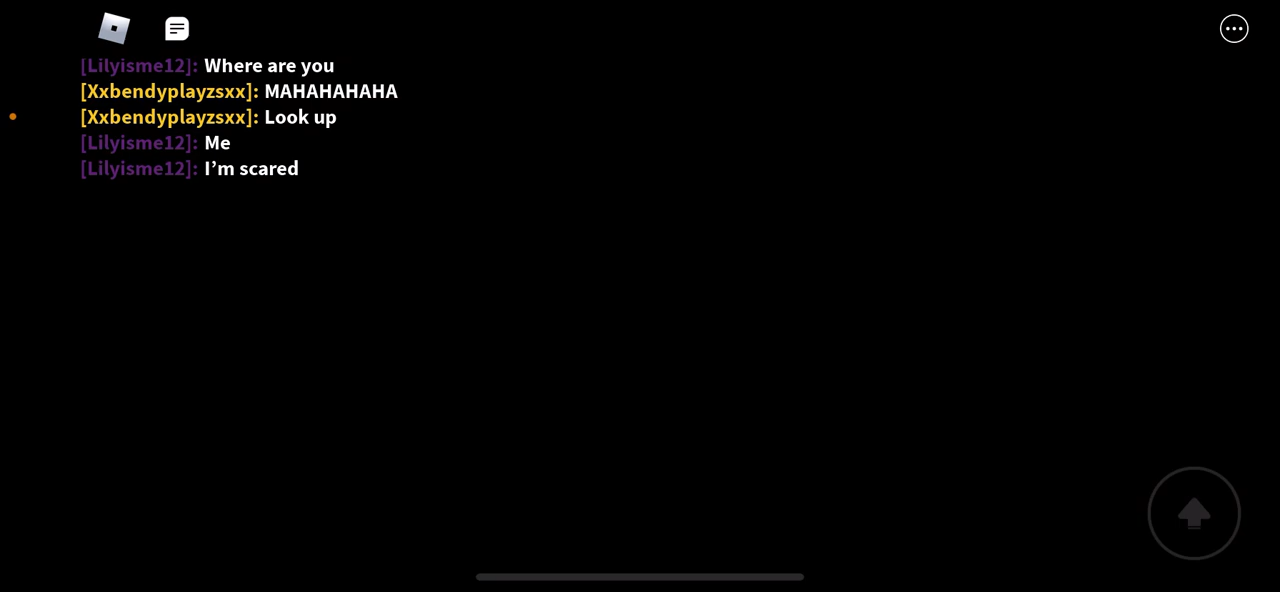 [Lilyisme12]: Where are you
[Xxbendyplayzsxx]: MAHAHAHAHA
[Xxbendyplayzsxx]: Look up
[Lilyisme12]: Me
[Lilyisme12]: I’m scared